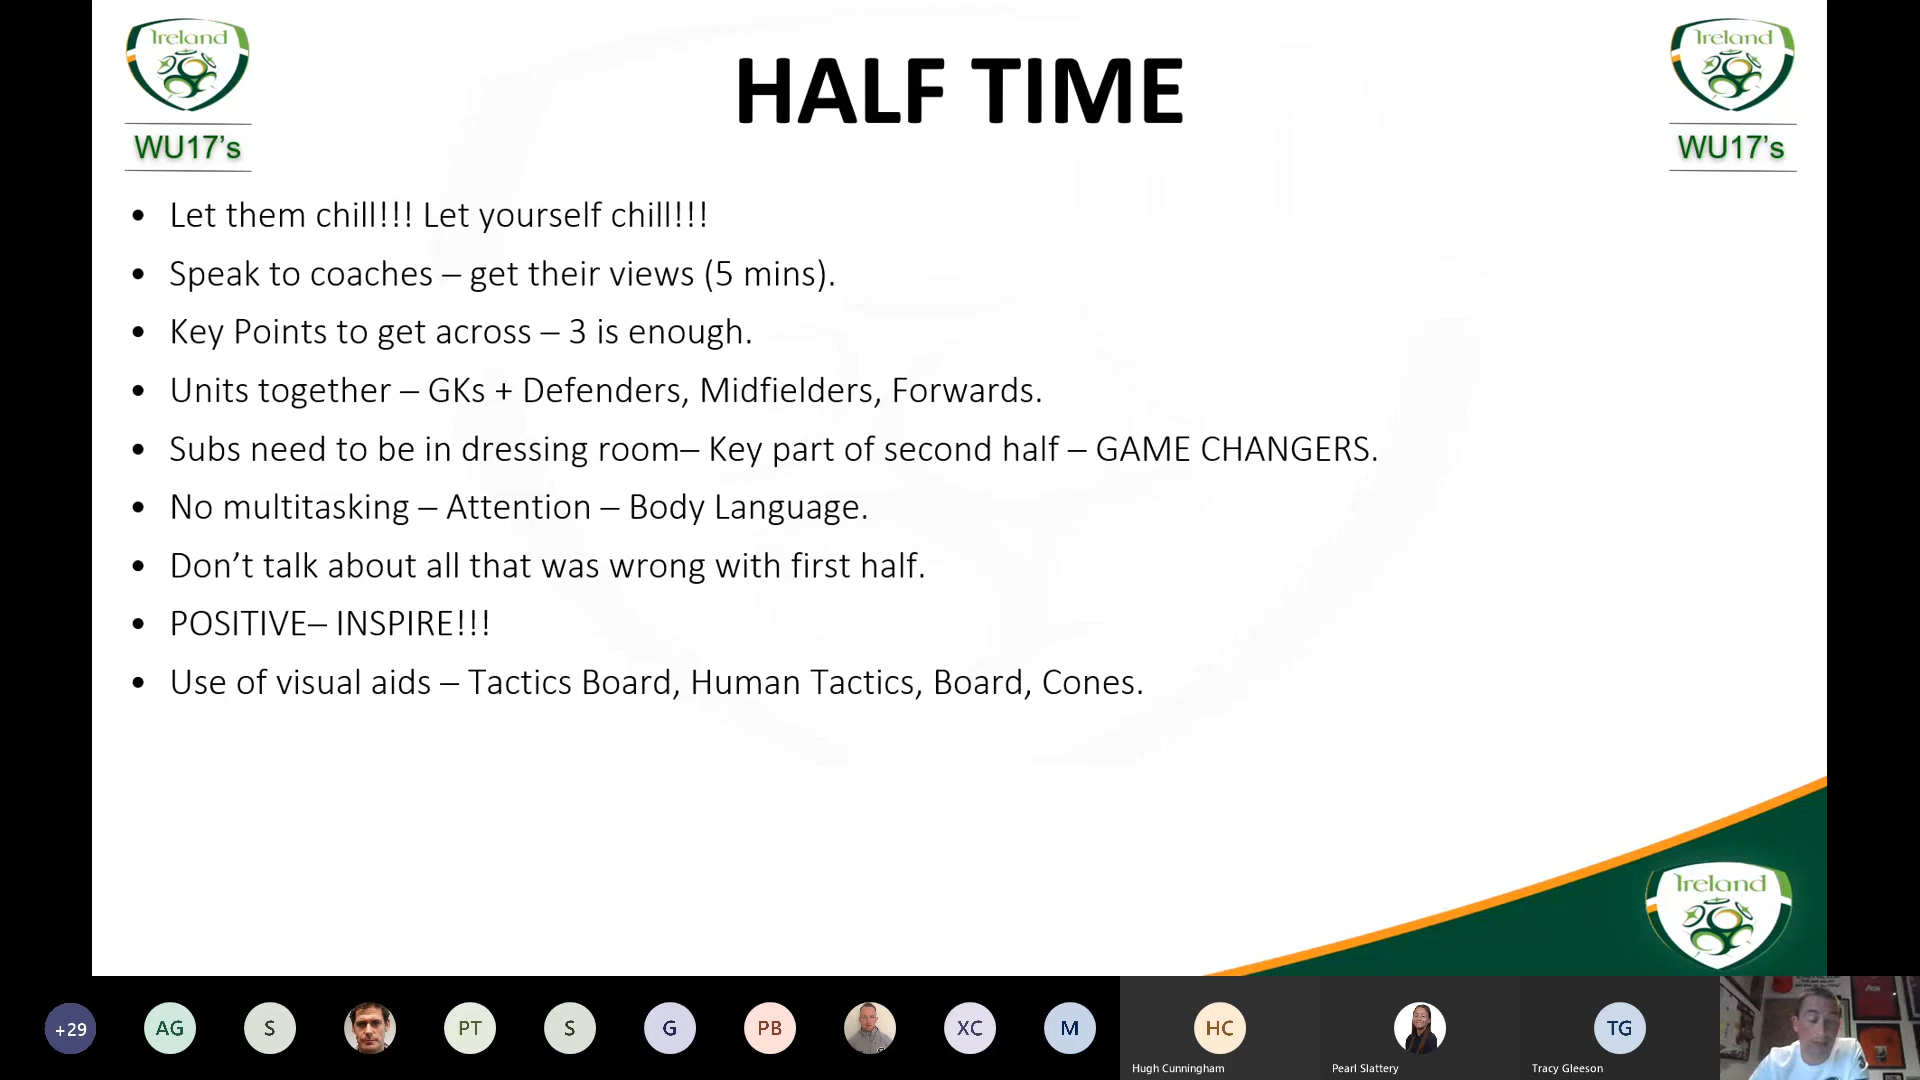 Ireland
Ireland
HALF TIME
WU17’s
WU17’s
• Let them chill!!! Let yourself chill!!!
• Speak to coaches – get their views (5 mins).
• Key Points to get across – 3 is enough.
• Units together – GKs + Defenders, Midfielders, Forwards.
• Subs need to be in dressing room– Key part of second half – GAME CHANGERS.
• No multitasking – Attention – Body Language.
• Don’t talk about all that was wrong with first half.
• POSITIVE– INSPIRE!!!
• Use of visual aids – Tactics Board, Human Tactics, Board, Cones.
Ireland
+29
AG
S
PT
S
G
PB
XC
M
HC
TG
Hugh Cunningham
Pearl Slattery
Tracy Gleeson